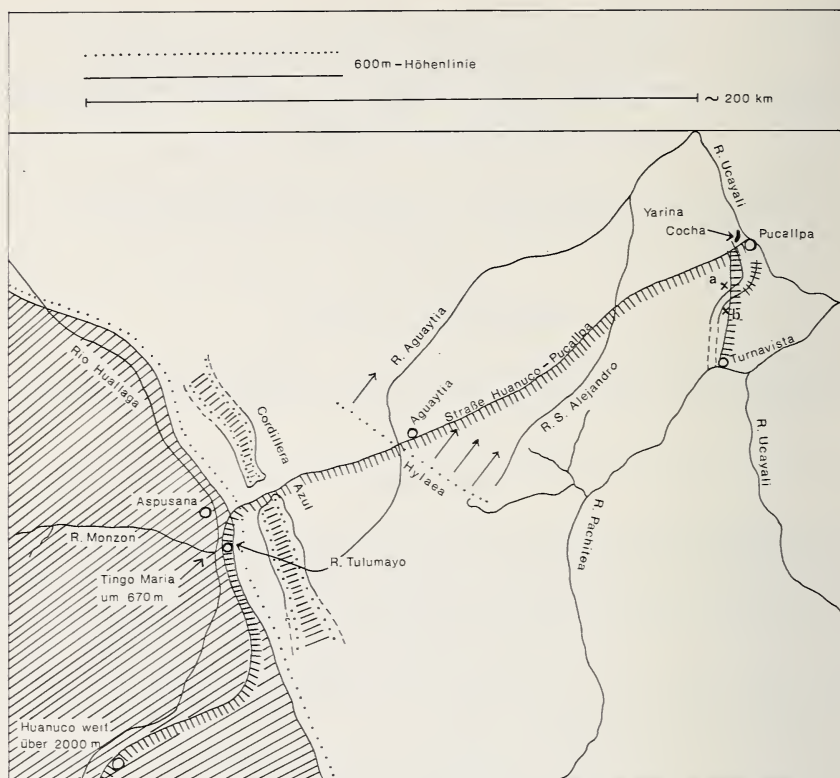 600m-Höhenlinie
~ 200 km
R. Ucayali
Yarina
Cocha
Pucallpa
a
b
Turnavista
R. Ucayali
R. Aguaytia
Aguaytia
Straße Huanuco-Pucallpa
R. S. Alejandro
Hylaea
R. Pachitea
Rio Huallaga
Cordillera
Azul
Aspusana
R. Monzon
R. Tulumayo
Tingo Maria
um 670m
Huanuco weit
über 2000 m